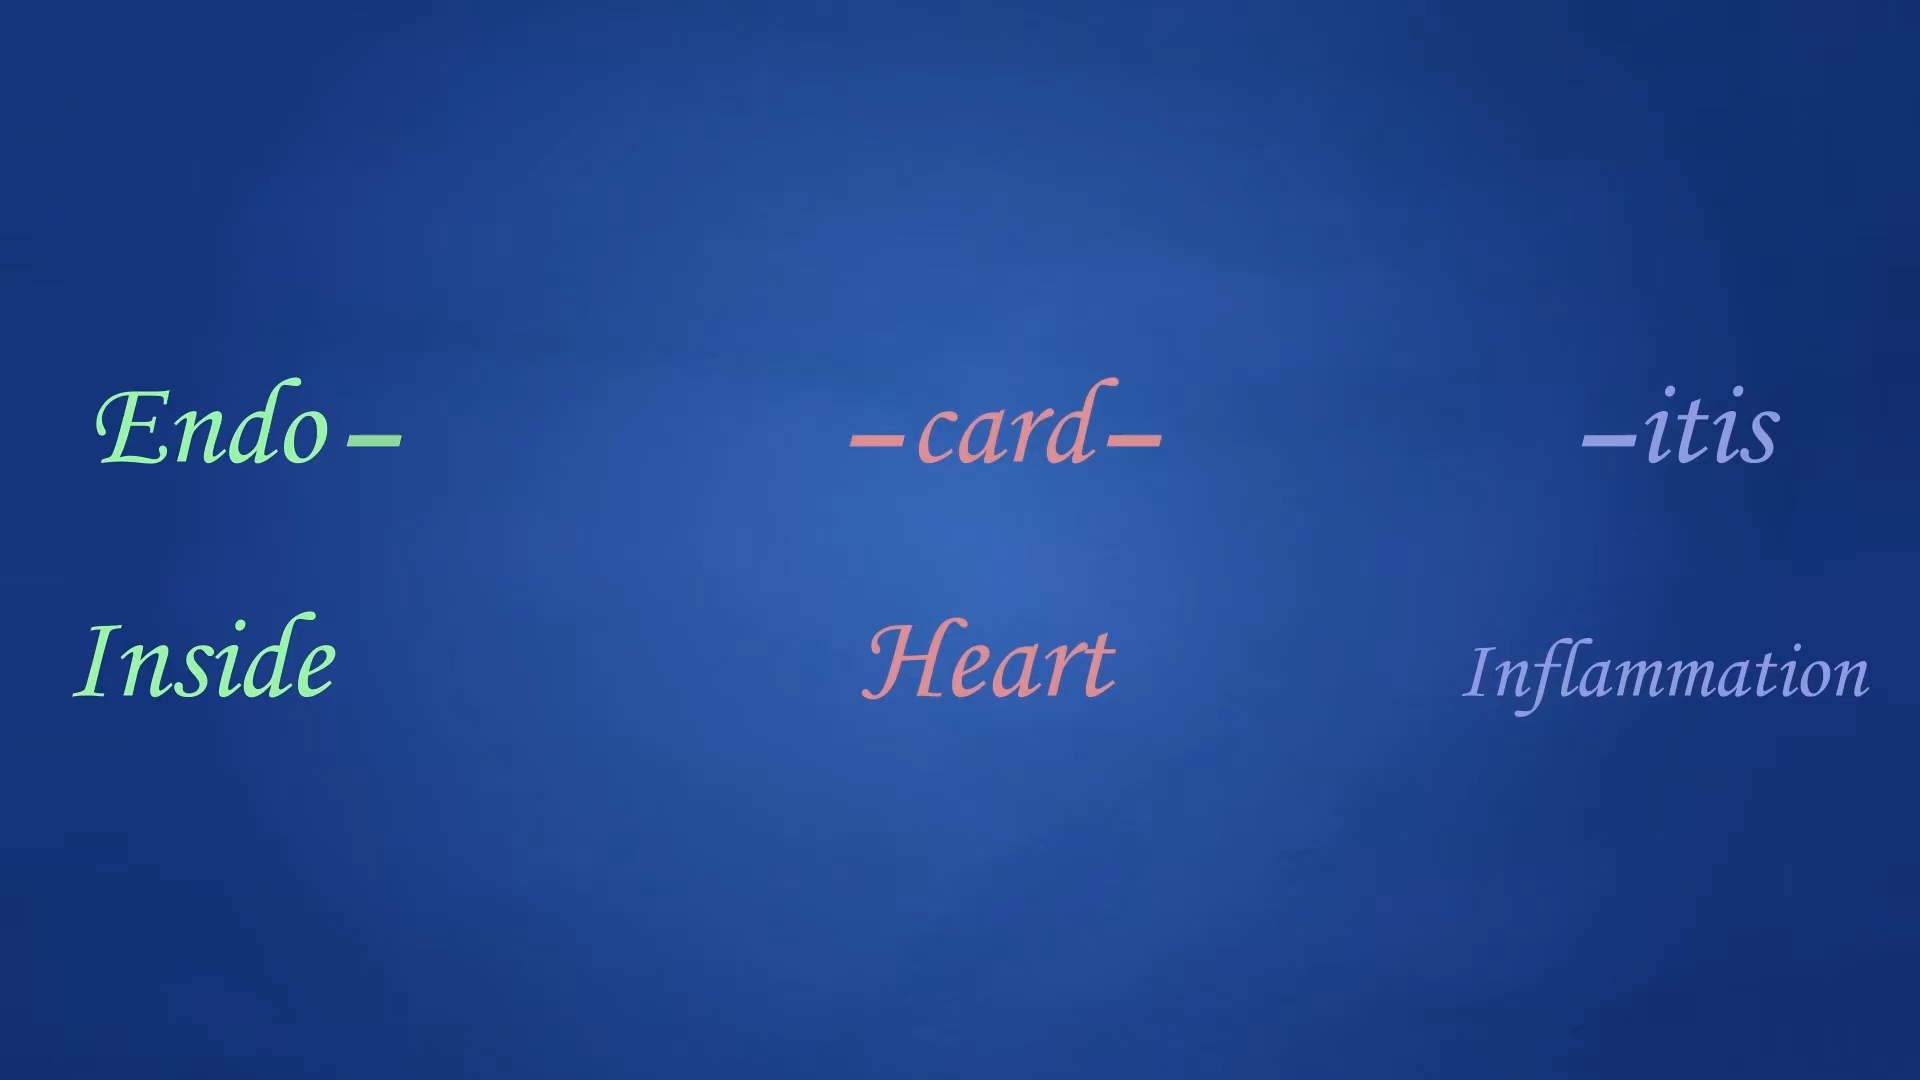 Endo – –card– –itis
Inside Heart Inflammation